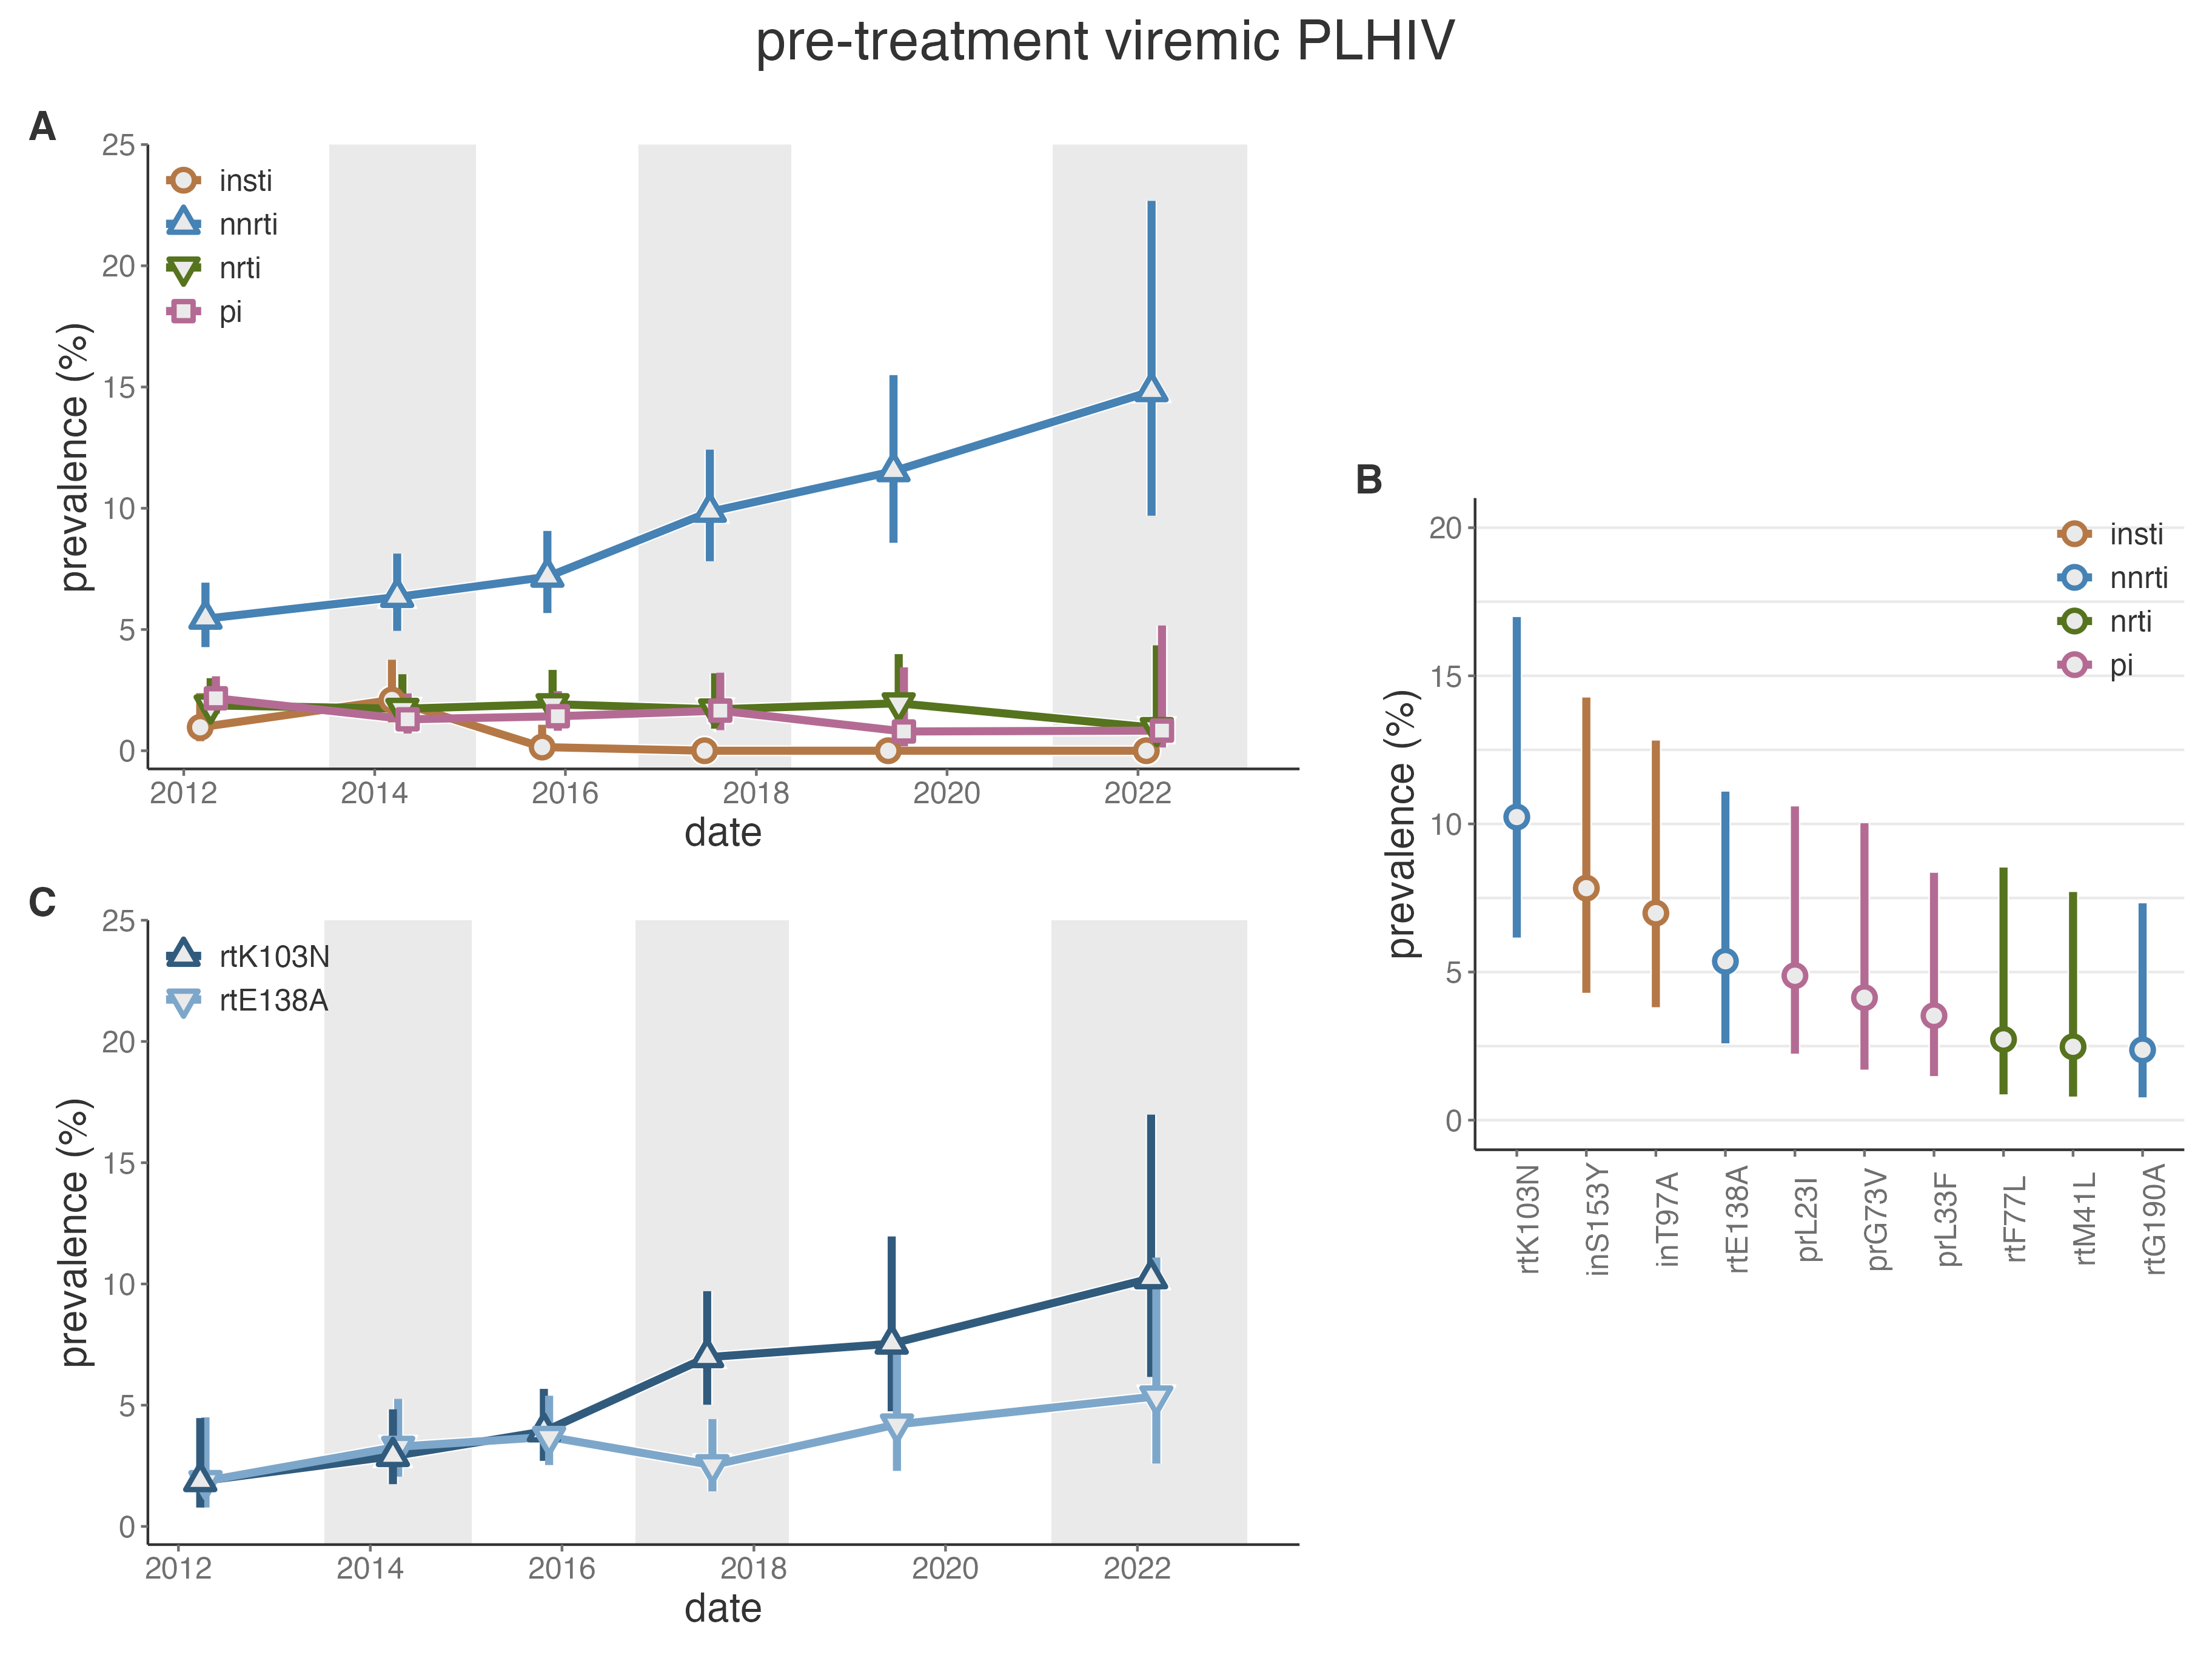 pre-treatment viremic PLHIV
A
25
20
15
10
5
0
prevalence (%)
insti
nnrti
nrti
pi
2012 2014 2016 2018 2020 2022
date
B
20
15
10
5
0
prevalence (%)
insti
nnrti
nrti
pi
rtK103N
inS153Y
inT97A
rtE138A
prL23I
prG73V
prL33F
rtF77L
rtM41L
rtG190A
C
25
20
15
10
5
0
prevalence (%)
rtK103N
rtE138A
2012 2014 2016 2018 2020 2022
date